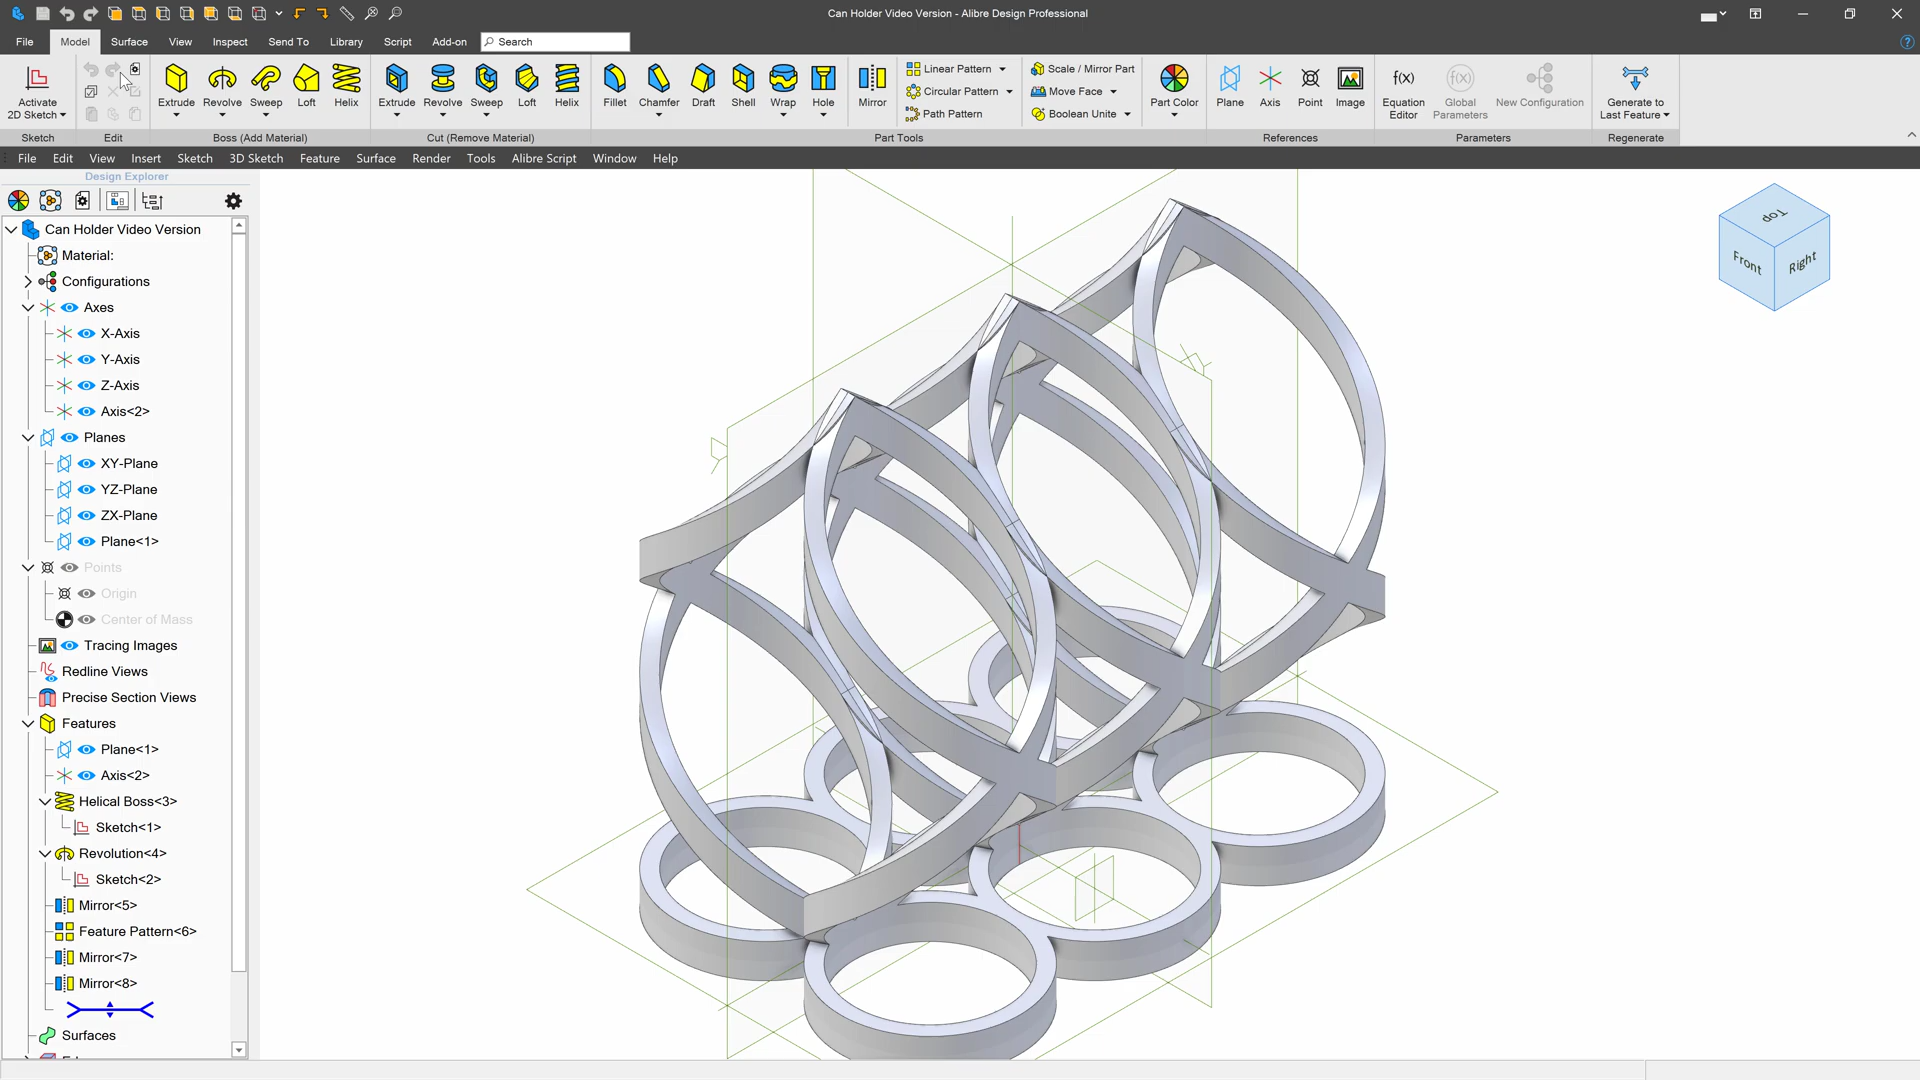 Can Holder Video Version - Alibre Design Professional
File Model Surface View Inspect Send To Library Script Add-on Search
Activate
2D Sketch
Extrude Revolve Sweep Loft Helix
Extrude Revolve Sweep Loft Helix
Fillet Chamfer Draft Shell Wrap Hole Mirror
Linear Pattern
Circular Pattern
Path Pattern
Scale / Mirror Part
Move Face
Boolean Unite
Part Color
Plane Axis Point Image
f(x) Equation
Editor
f(x) Global
Parameters
New Configuration
Generate to
Last Feature
Sketch Edit Boss (Add Material) Cut (Remove Material) Part Tools References Parameters Regenerate
File Edit View Insert Sketch 3D Sketch Feature Surface Render Tools Alibre Script Window Help
Design Explorer
Can Holder Video Version
Material:
Configurations
Axes
X-Axis
Y-Axis
Z-Axis
Axis<2>
Planes
XY-Plane
YZ-Plane
ZX-Plane
Plane<1>
Points
Origin
Center of Mass
Tracing Images
Redline Views
Precise Section Views
Features
Plane<1>
Axis<2>
Helical Boss<3>
Sketch<1>
Revolution<4>
Sketch<2>
Mirror<5>
Feature Pattern<6>
Mirror<7>
Mirror<8>
Surfaces
Top
Front
Right